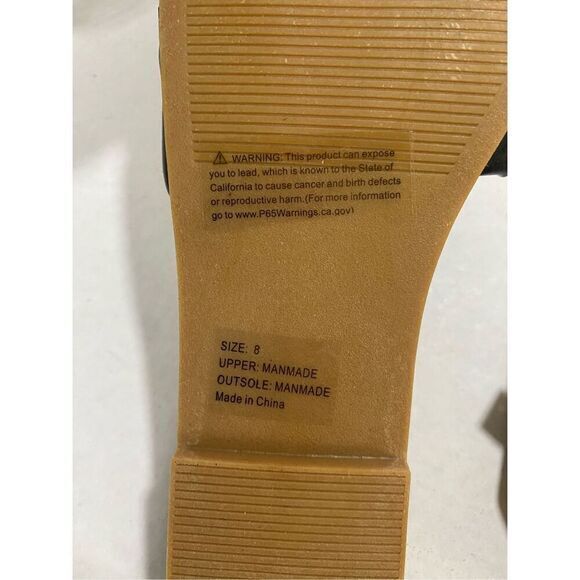 ⚠ WARNING: This product can expose
you to lead, which is known to the State of
California to cause cancer and birth defects
or reproductive harm.(For more information
go to www.P65Warnings.ca.gov)
SIZE: 8
UPPER: MANMADE
OUTSOLE: MANMADE
Made in China